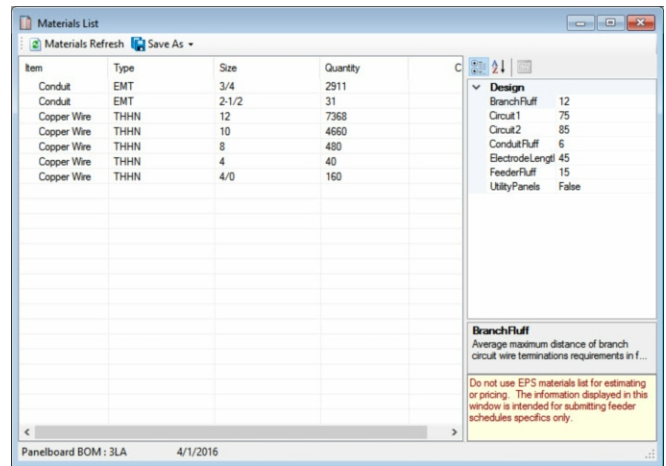 Materials List
Materials Refresh Save As
Item Type Size Quantity C
Conduit EMT 3/4 2911
Conduit EMT 2-1/2 31
Copper Wire THHN 12 7368
Copper Wire THHN 10 4660
Copper Wire THHN 8 480
Copper Wire THHN 4 40
Copper Wire THHN 4/0 160
Design
BranchFluff 12
Circuit1 75
Circuit2 85
ConduitFluff 6
ElectrodeLengtl 45
FeederFluff 15
UtilityPanels False
BranchFluff
Average maximum distance of branch
circuit wire terminations requirements in f...
Do not use EPS materials list for estimating
or pricing. The information displayed in this
window is intended for submitting feeder
schedules specifics only.
Panelboard BOM : 3LA 4/1/2016